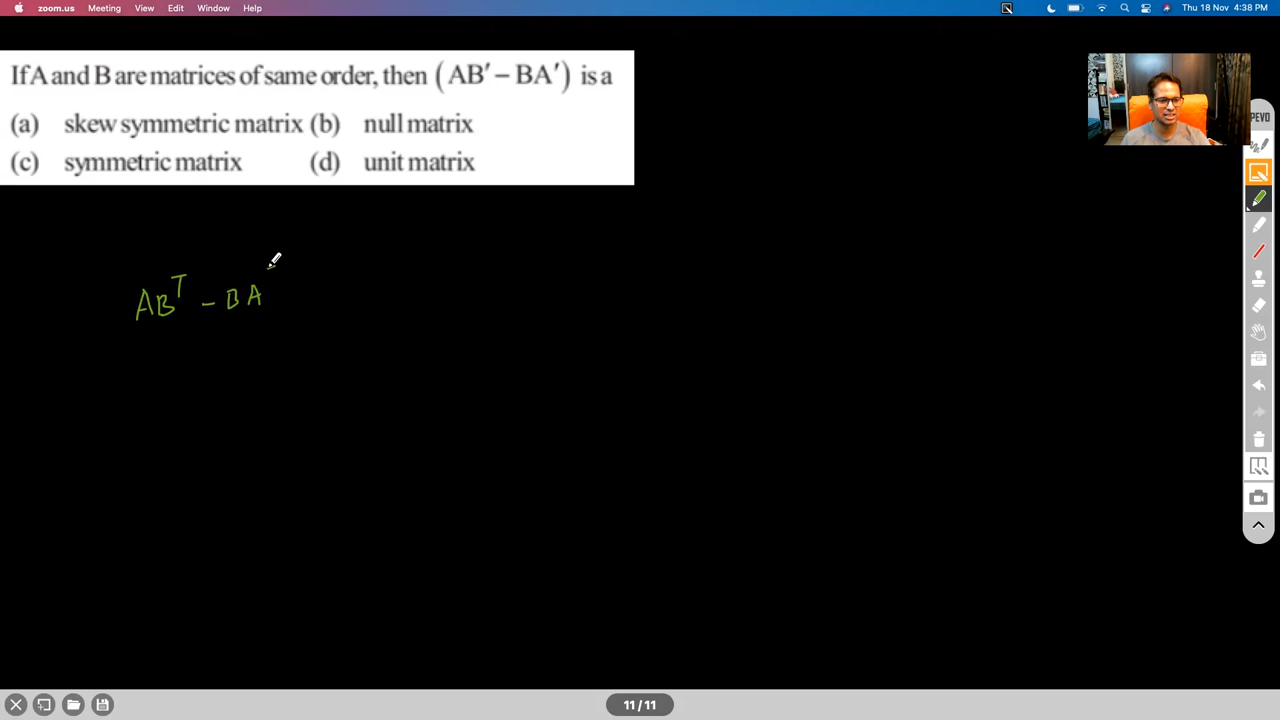 zoom.us Meeting View Edit Window Help Thu 18 Nov 4:38 PM
If A and B are matrices of same order, then (AB′ – BA′) is a
(a) skew symmetric matrix (b) null matrix
(c) symmetric matrix (d) unit matrix
AB^T – BA
11/11